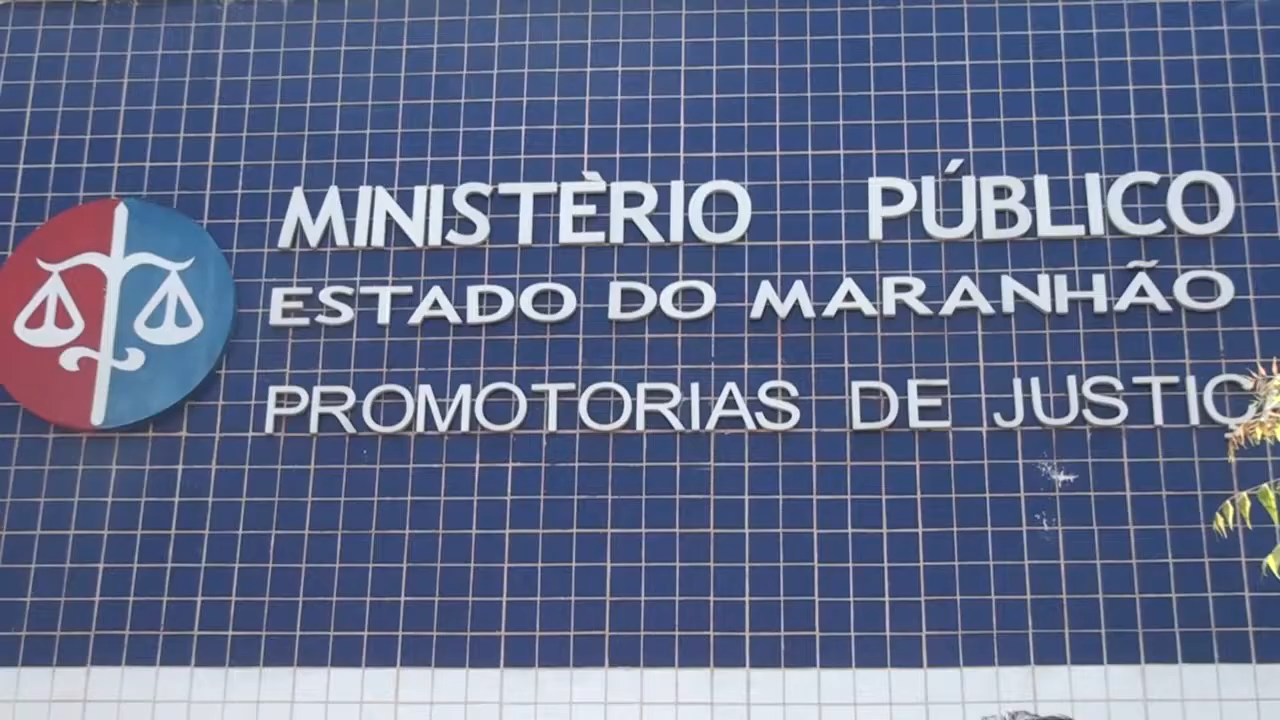 MINISTÈRIO PÚBLICO
ESTADO DO MARANHÃO
PROMOTORIAS DE JUSTIÇ